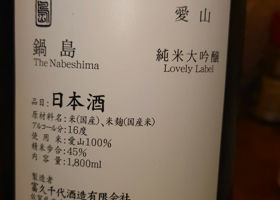 愛山
鍋島
The Nabeshima
純米大吟醸
Lovely Label
品目:日本酒
原材料名:米(国産)、米麹(国産米)
アルコール分:16度
使用米:愛山100%
精米歩合:45%
内容量:1,800ml
製造者
富久千代酒造有限会社